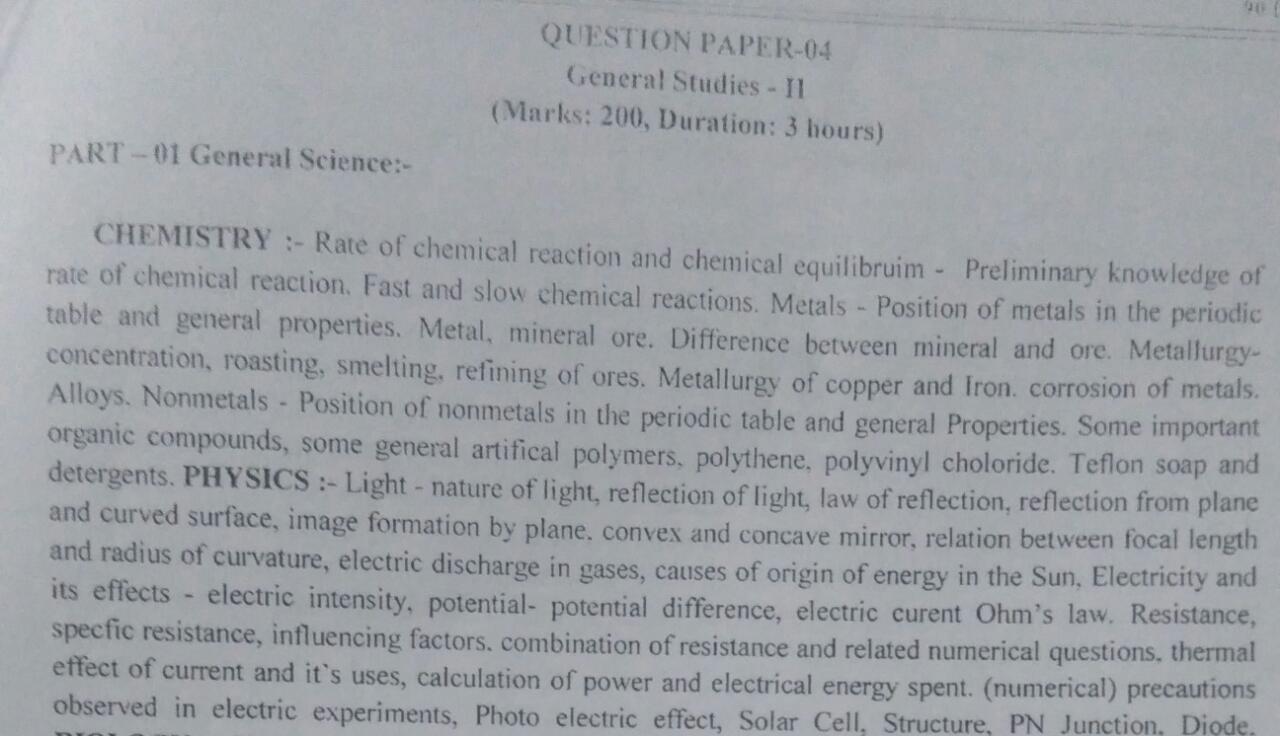 QUESTION PAPER-04
General Studies - II
(Marks: 200, Duration: 3 hours)
PART – 01 General Science:-
CHEMISTRY :- Rate of chemical reaction and chemical equilibruim - Preliminary knowledge of
rate of chemical reaction. Fast and slow chemical reactions. Metals - Position of metals in the periodic
table and general properties. Metal, mineral ore. Difference between mineral and ore. Metallurgy-
concentration, roasting, smelting, refining of ores. Metallurgy of copper and Iron. corrosion of metals.
Alloys. Nonmetals - Position of nonmetals in the periodic table and general Properties. Some important
organic compounds, some general artifical polymers, polythene, polyvinyl choloride. Teflon soap and
detergents. PHYSICS :- Light - nature of light, reflection of light, law of reflection, reflection from plane
and curved surface, image formation by plane. convex and concave mirror, relation between focal length
and radius of curvature, electric discharge in gases, causes of origin of energy in the Sun, Electricity and
its effects - electric intensity, potential- potential difference, electric curent Ohm's law. Resistance,
specfic resistance, influencing factors. combination of resistance and related numerical questions. thermal
effect of current and it`s uses, calculation of power and electrical energy spent. (numerical) precautions
observed in electric experiments, Photo electric effect, Solar Cell, Structure, PN Junction, Diode.